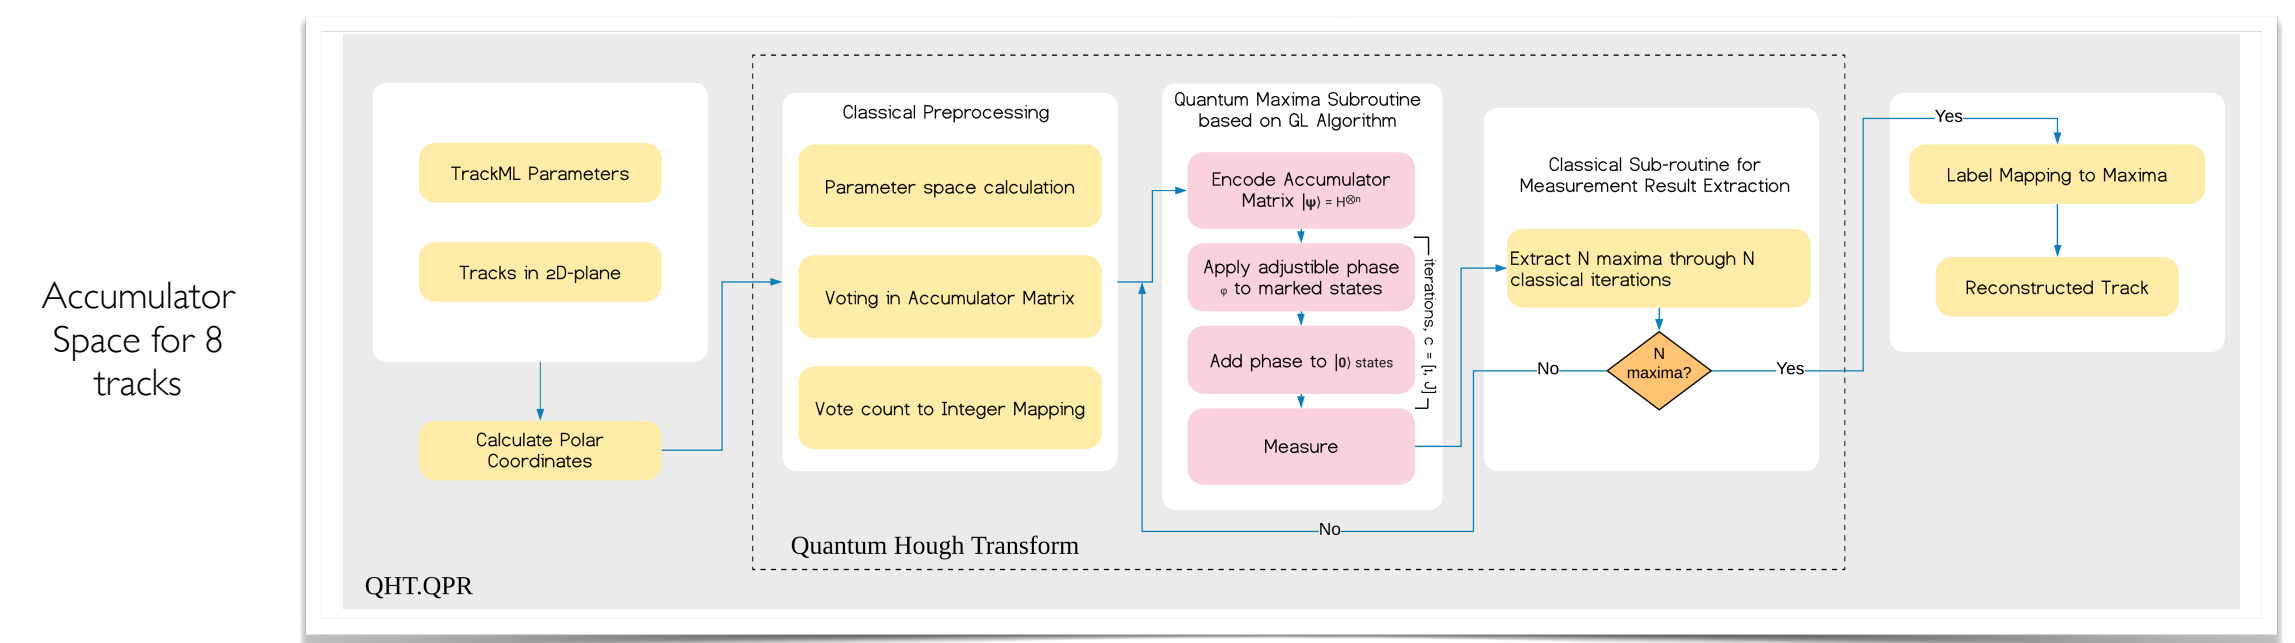 Accumulator
Space for 8
tracks
TrackML Parameters
Tracks in 2D-plane
Calculate Polar
Coordinates
QHT.QPR
Classical Preprocessing
Parameter space calculation
Voting in Accumulator Matrix
Vote count to Integer Mapping
Quantum Hough Transform
Quantum Maxima Subroutine
based on GL Algorithm
Encode Accumulator
Matrix |ψ⟩ = H⊗n
Apply adjustible phase
φ to marked states
Add phase to |0⟩ states
Measure
iterations, c = [1, J]
Classical Sub-routine for
Measurement Result Extraction
Extract N maxima through N
classical iterations
N
maxima?
No
No
Yes
Yes
Label Mapping to Maxima
Reconstructed Track